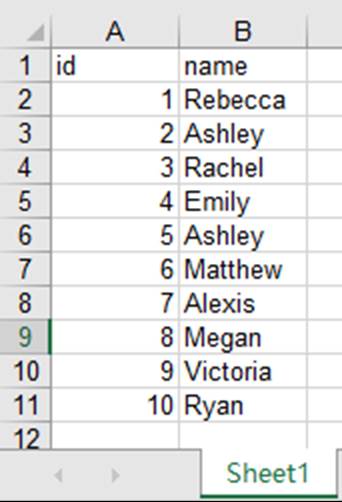 A B
1 id name
2 1 Rebecca
3 2 Ashley
4 3 Rachel
5 4 Emily
6 5 Ashley
7 6 Matthew
8 7 Alexis
9 8 Megan
10 9 Victoria
11 10 Ryan
12
Sheet1